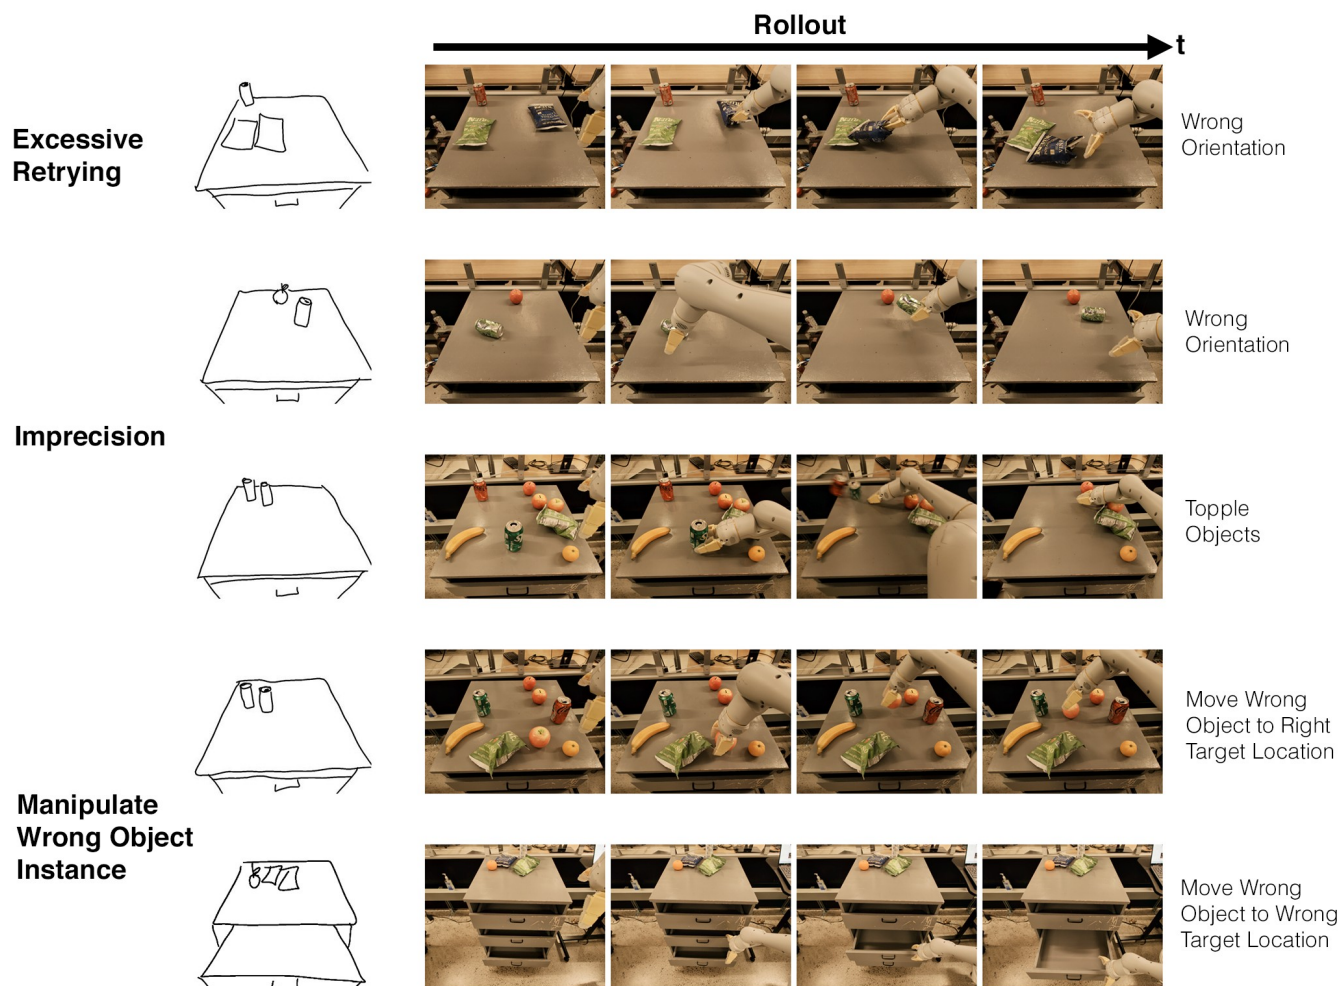 Rollout
t
Excessive
Retrying
Wrong
Orientation
Wrong
Orientation
Imprecision
Topple
Objects
Move Wrong
Object to Right
Target Location
Manipulate
Wrong Object
Instance
Move Wrong
Object to Wrong
Target Location